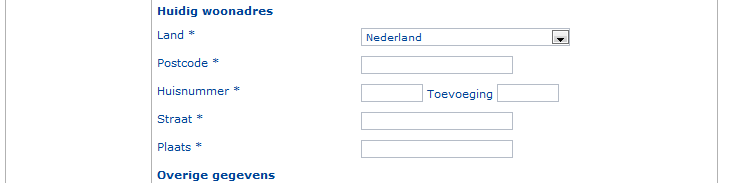 Huidig woonadres
Land * Nederland
Postcode *
Huisnummer * Toevoeging
Straat *
Plaats *
Overige gegevens